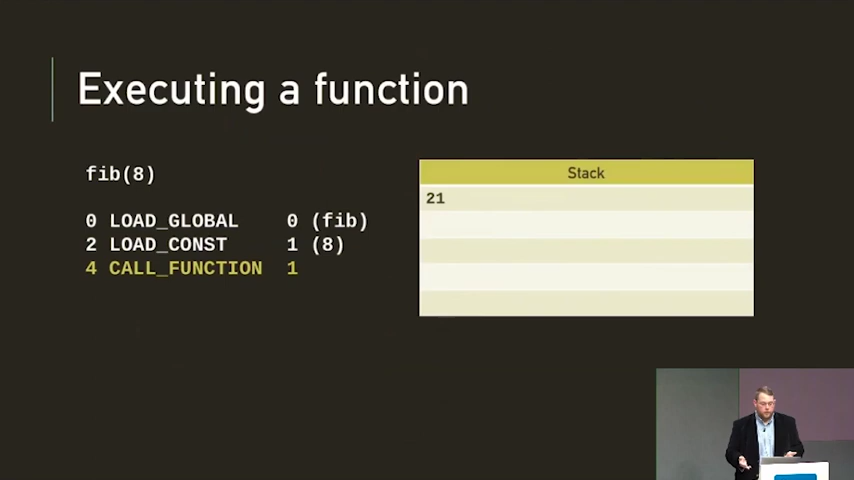 Executing a function
fib(8)
0 LOAD_GLOBAL 0 (fib)
2 LOAD_CONST 1 (8)
4 CALL_FUNCTION 1
Stack
21